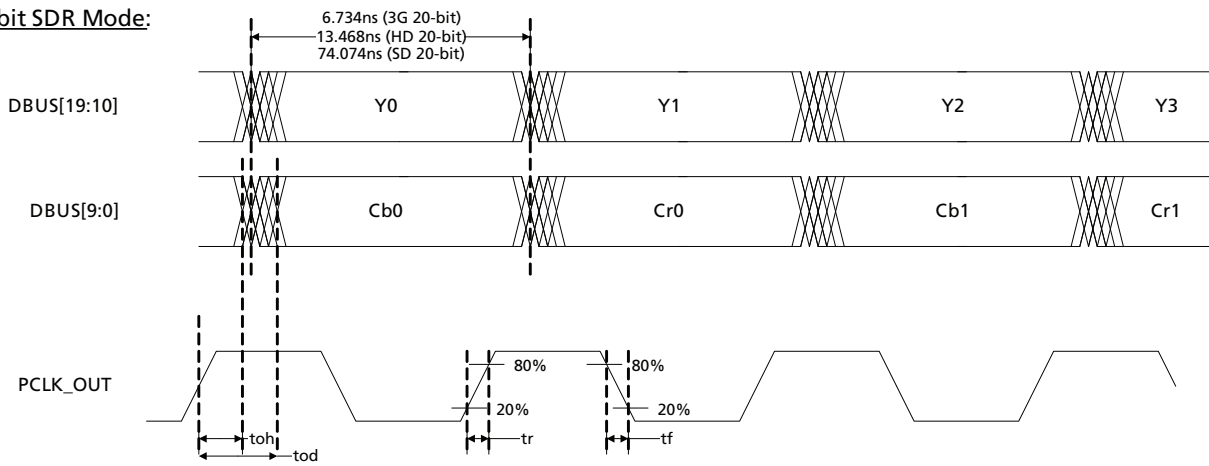 bit SDR Mode:
6.734ns (3G 20-bit)
13.468ns (HD 20-bit)
74.074ns (SD 20-bit)
DBUS[19:10]
Y0
Y1
Y2
Y3
DBUS[9:0]
Cb0
Cr0
Cb1
Cr1
PCLK_OUT
80%
80%
20%
20%
toh
tr
tf
tod